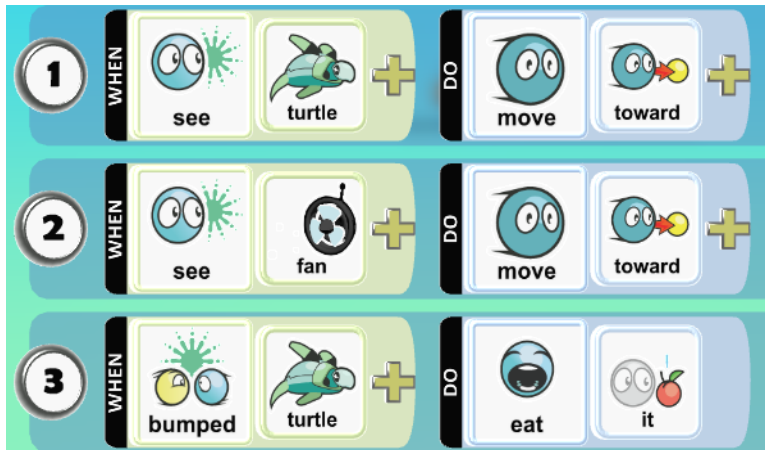 1 WHEN see turtle DO move toward
2 WHEN see fan DO move toward
3 WHEN bumped turtle DO eat it